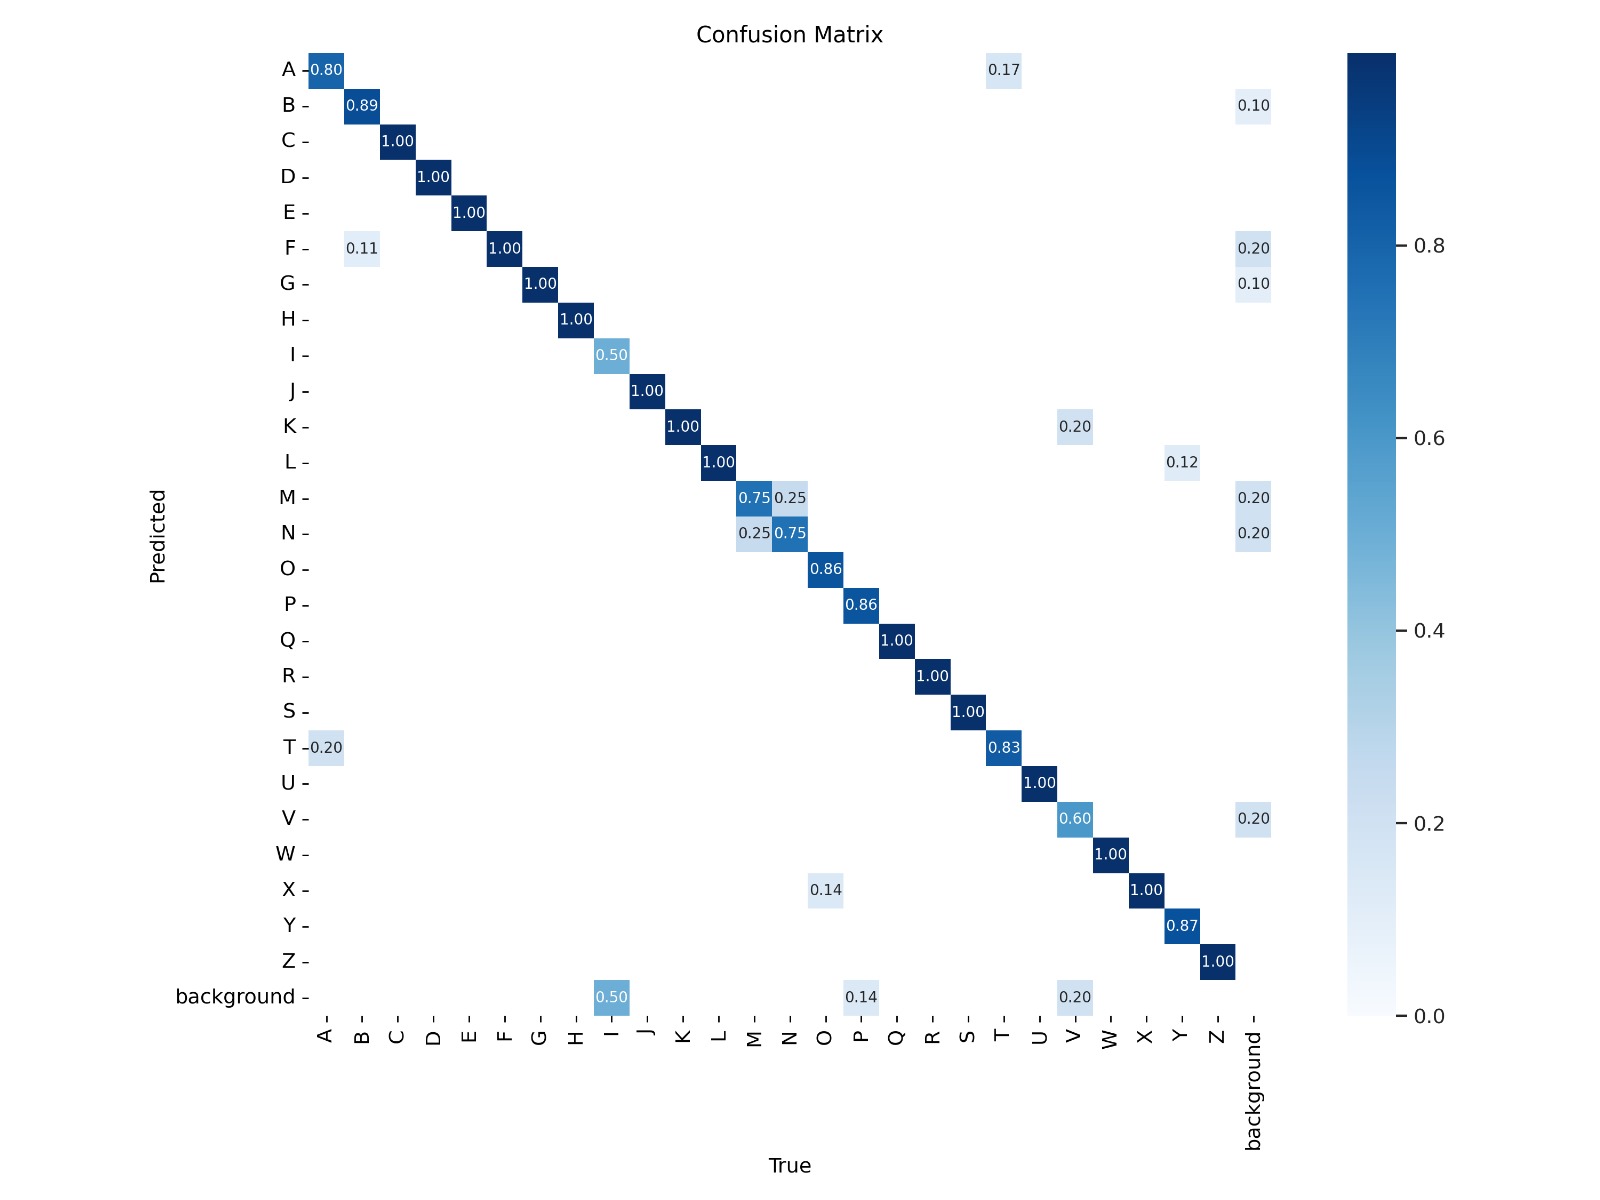 Confusion Matrix
A 0.80 0.17
B 0.89 0.10
C 1.00
D 1.00
E 1.00
F 0.11 1.00 0.20
G 1.00 0.10
H 1.00
I 0.50
J 1.00
K 1.00 0.20
L 1.00 0.12
M 0.75 0.25 0.20
N 0.25 0.75 0.20
O 0.86
P 0.86
Q 1.00
R 1.00
S 1.00
T 0.20 0.83
U 1.00
V 0.60 0.20
W 1.00
X 0.14 1.00
Y 0.87
Z 1.00
background 0.50 0.14 0.20
A B C D E F G H I J K L M N O P Q R S T U V W X Y Z background
True
Predicted
0.8
0.6
0.4
0.2
0.0